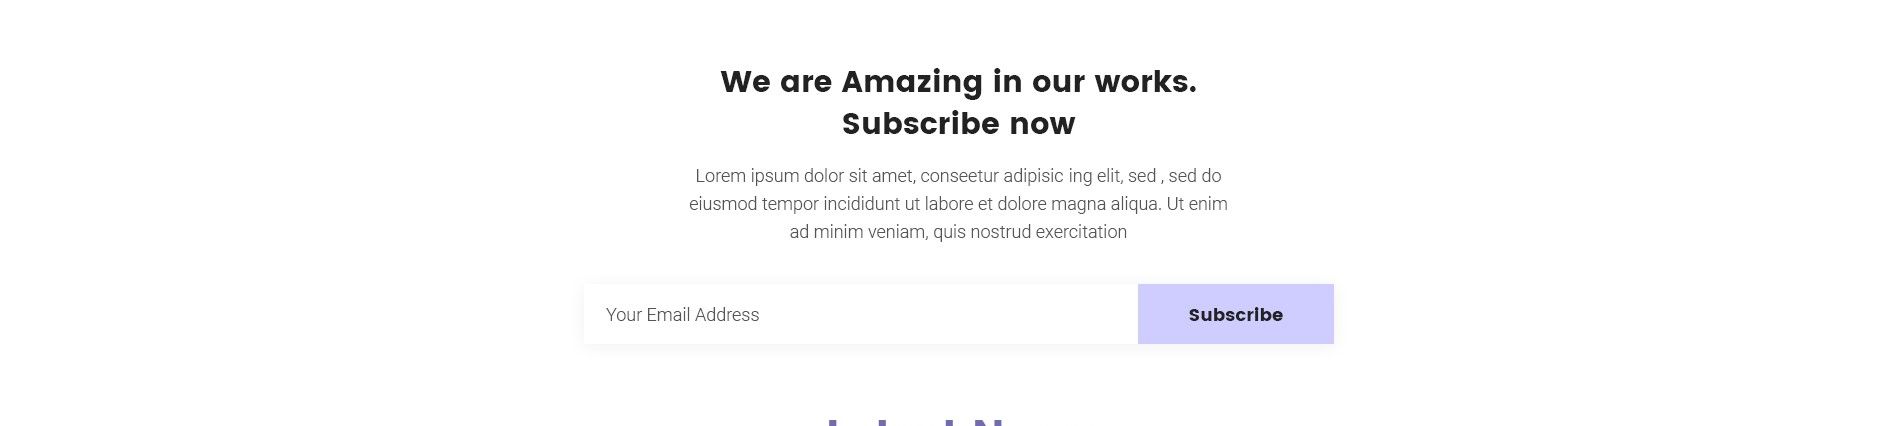 We are Amazing in our works.
Subscribe now
Lorem ipsum dolor sit amet, conseetur adipisic ing elit, sed , sed do
eiusmod tempor incididunt ut labore et dolore magna aliqua. Ut enim
ad minim veniam, quis nostrud exercitation
Your Email Address
Subscribe